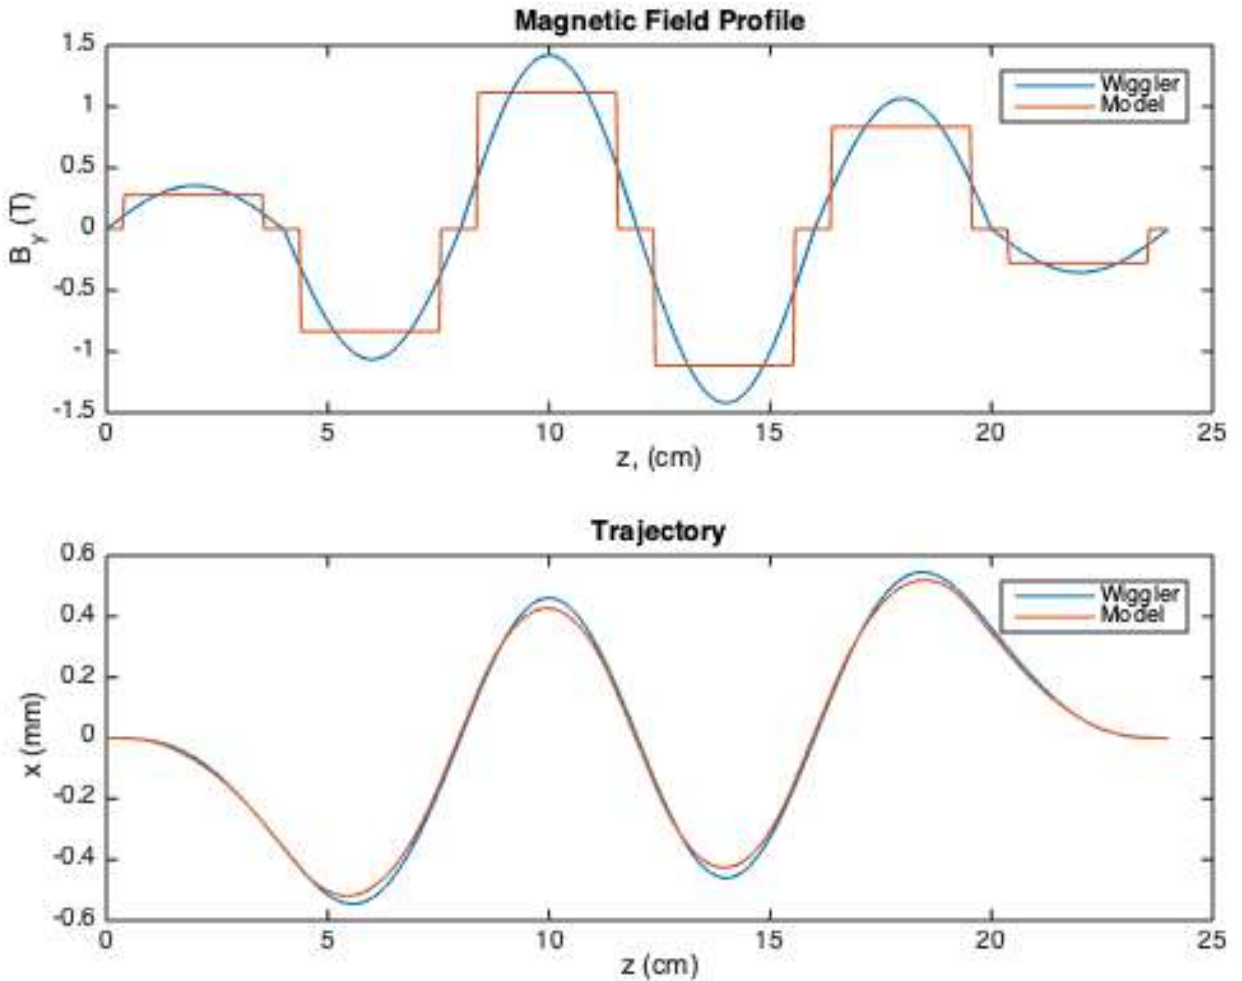 Magnetic Field Profile
1.5
1
0.5
0
-0.5
-1
-1.5
B_y (T)
Wiggler
Model
0 5 10 15 20 25
z, (cm)
Trajectory
0.6
0.4
0.2
0
-0.2
-0.4
-0.6
x (mm)
Wiggler
Model
0 5 10 15 20 25
z (cm)